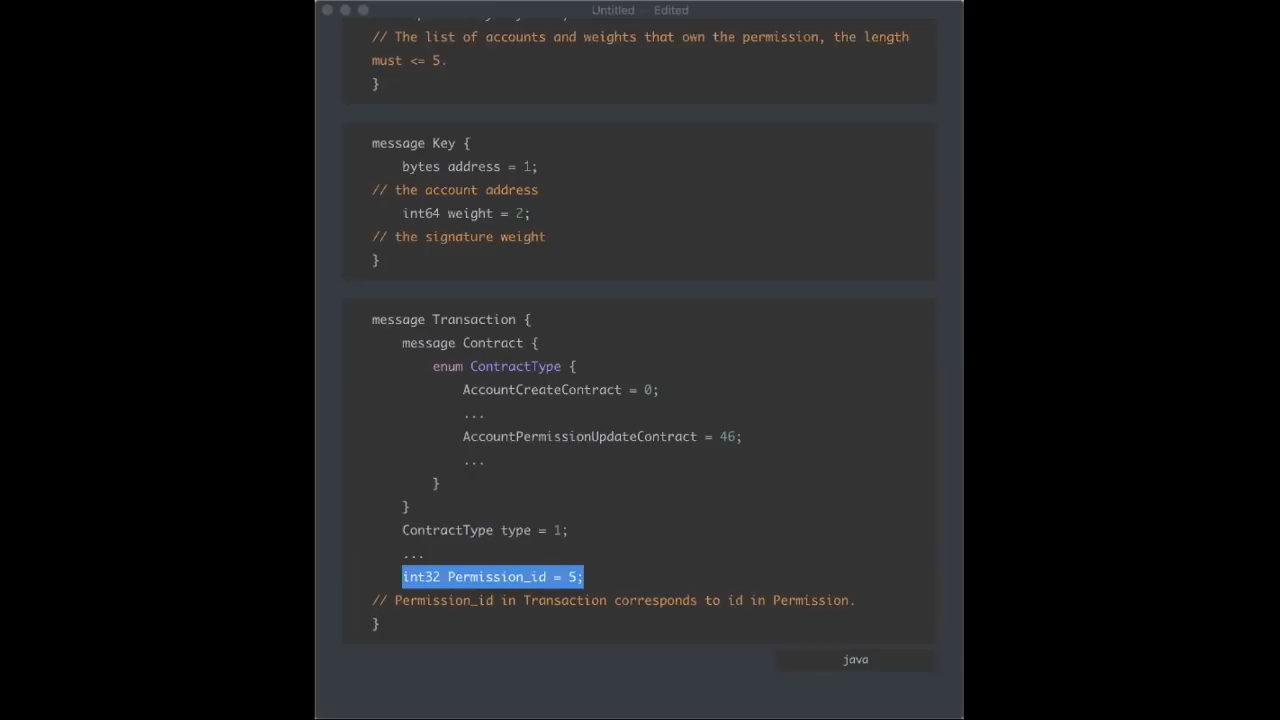 Untitled — Edited
// The list of accounts and weights that own the permission, the length
must <= 5.
}
message Key {
bytes address = 1;
// the account address
int64 weight = 2;
// the signature weight
}
message Transaction {
message Contract {
enum ContractType {
AccountCreateContract = 0;
...
AccountPermissionUpdateContract = 46;
...
}
}
ContractType type = 1;
...
int32 Permission_id = 5;
// Permission_id in Transaction corresponds to id in Permission.
}
java